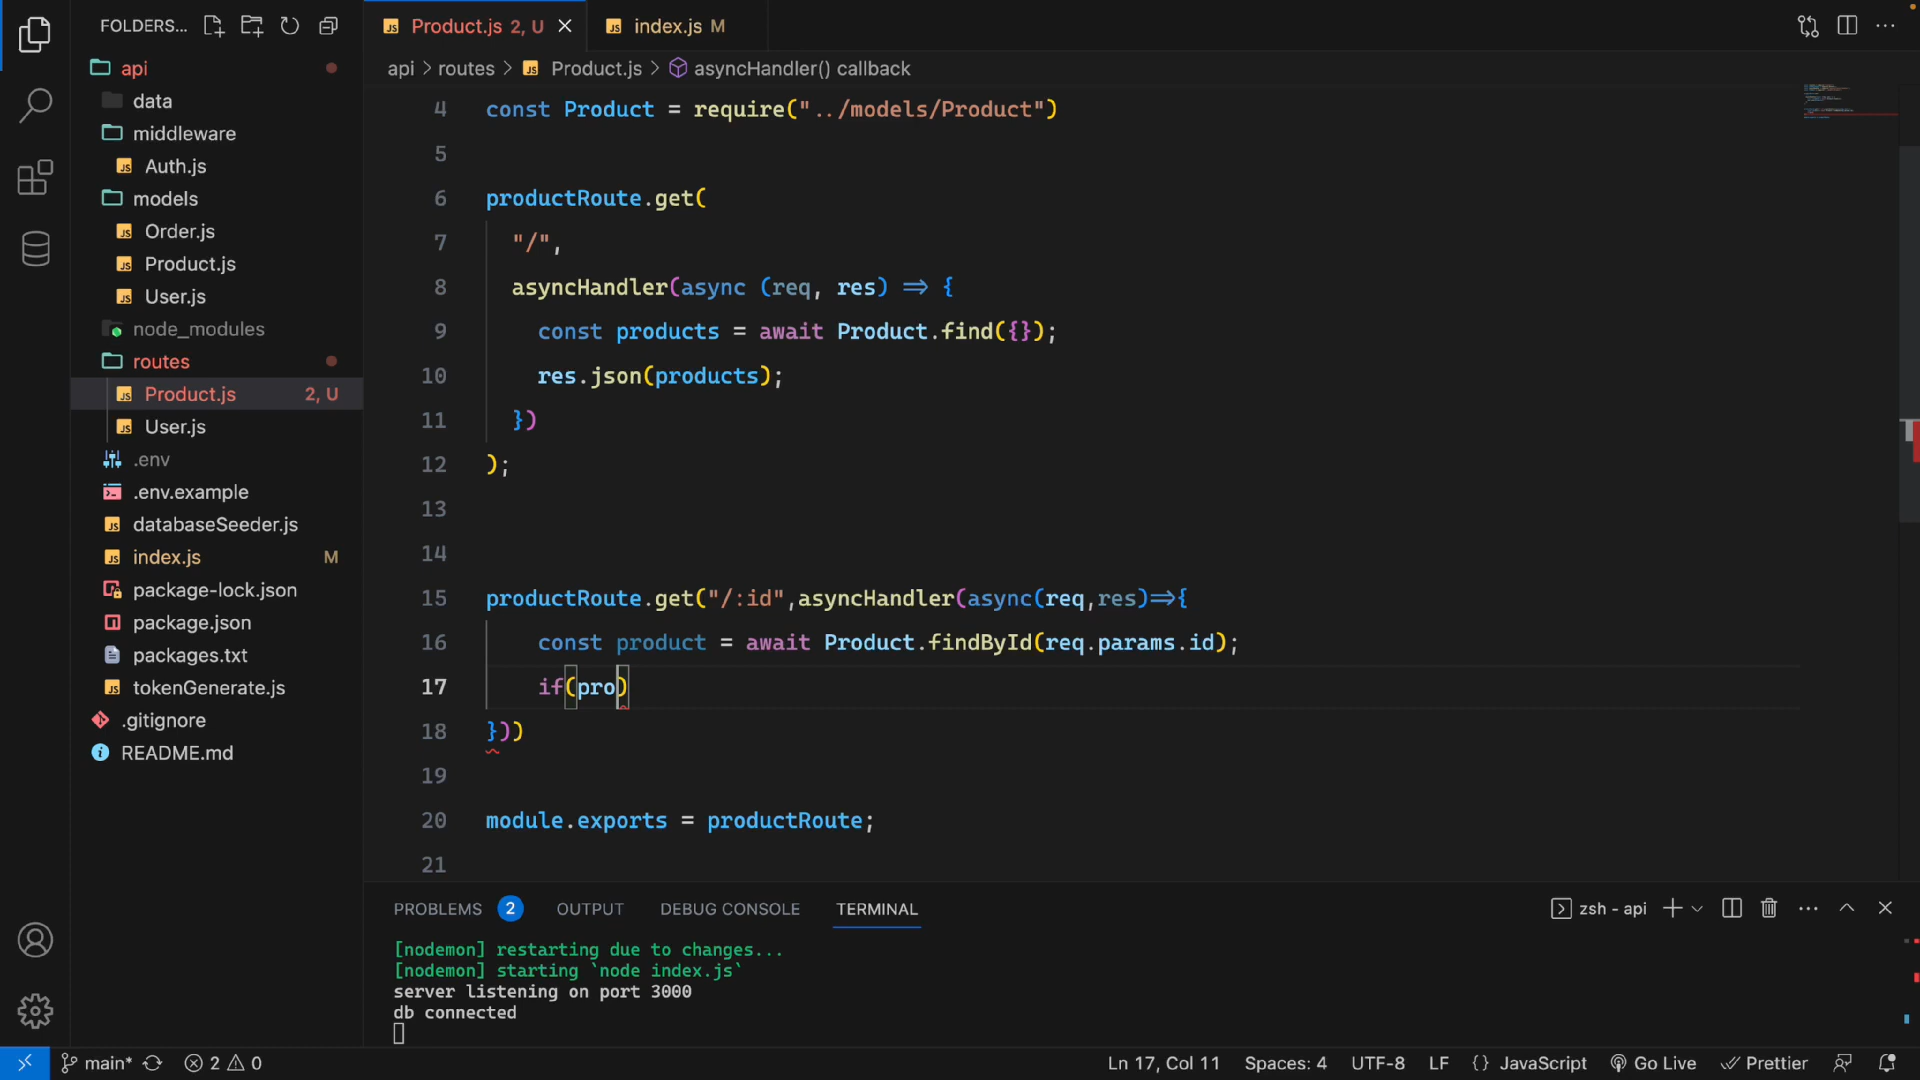 FOLDERS...
api
data
middleware
Auth.js
models
Order.js
Product.js
User.js
node_modules
routes
Product.js 2, U
User.js
.env
.env.example
databaseSeeder.js
index.js M
package-lock.json
package.json
packages.txt
tokenGenerate.js
.gitignore
README.md
Product.js 2, U
index.js M
api > routes > Product.js > asyncHandler() callback
4 const Product = require("../models/Product")
5
6 productRoute.get(
7 "/",
8 asyncHandler(async (req, res) => {
9 const products = await Product.find({});
10 res.json(products);
11 })
12 );
13
14
15 productRoute.get("/:id",asyncHandler(async(req,res)=>{
16 const product = await Product.findById(req.params.id);
17 if(pro)
18 }))
19
20 module.exports = productRoute;
21
PROBLEMS 2 OUTPUT DEBUG CONSOLE TERMINAL
zsh - api
[nodemon] restarting due to changes...
[nodemon] starting `node index.js`
server listening on port 3000
db connected
main* 2 0 Ln 17, Col 11 Spaces: 4 UTF-8 LF {} JavaScript Go Live Prettier